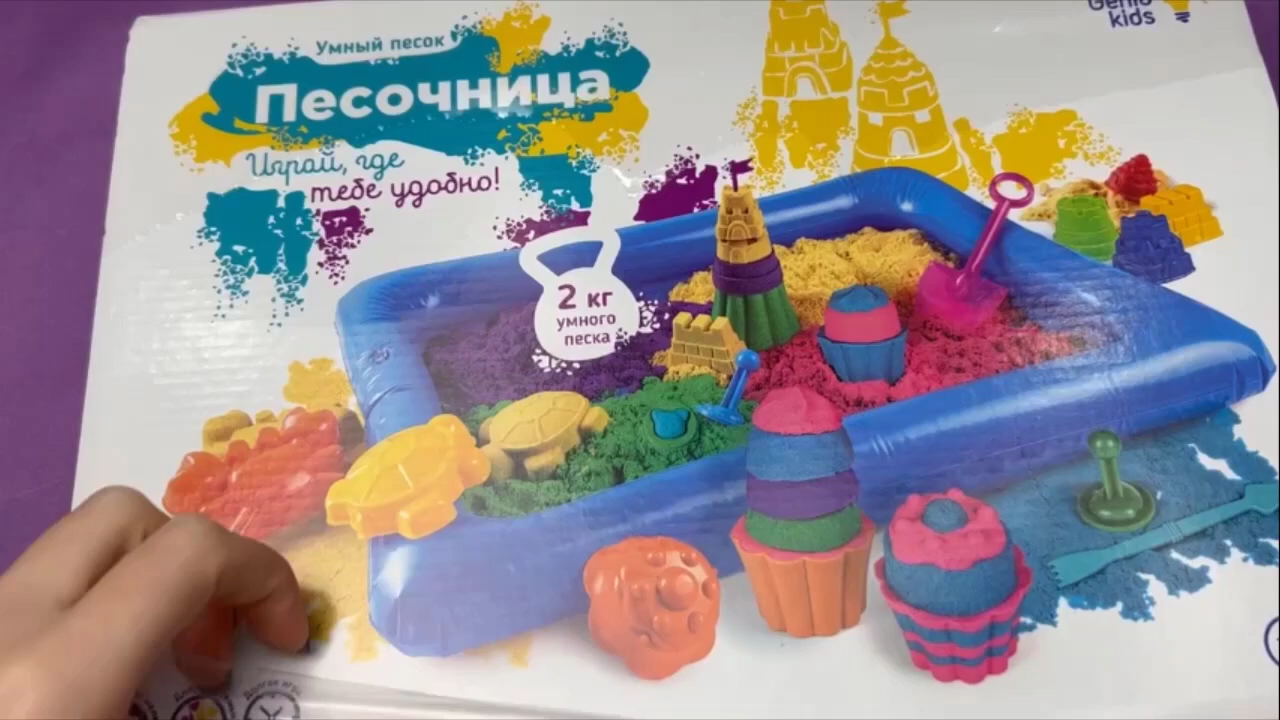 Genio
kids
Умный песок
Песочница
Играй, где
тебе удобно!
2 кг
умного
песка